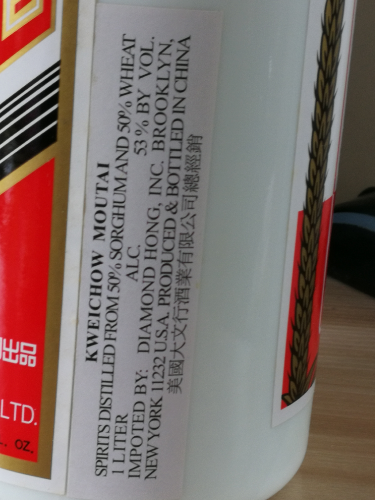 KWEICHOW MOUTAI
SPIRITS DISTILLED FROM 50% SORGHUM AND 50% WHEAT
1 LITER ALC. 53 % BY VOL.
IMPOTED BY: DIAMOND HONG, INC. BROOKLYN,
NEW YORK 11232 U.S.A. PRODUCED & BOTTLED IN CHINA
美國大文行酒業有限公司總經銷
出品
LTD.
OZ.